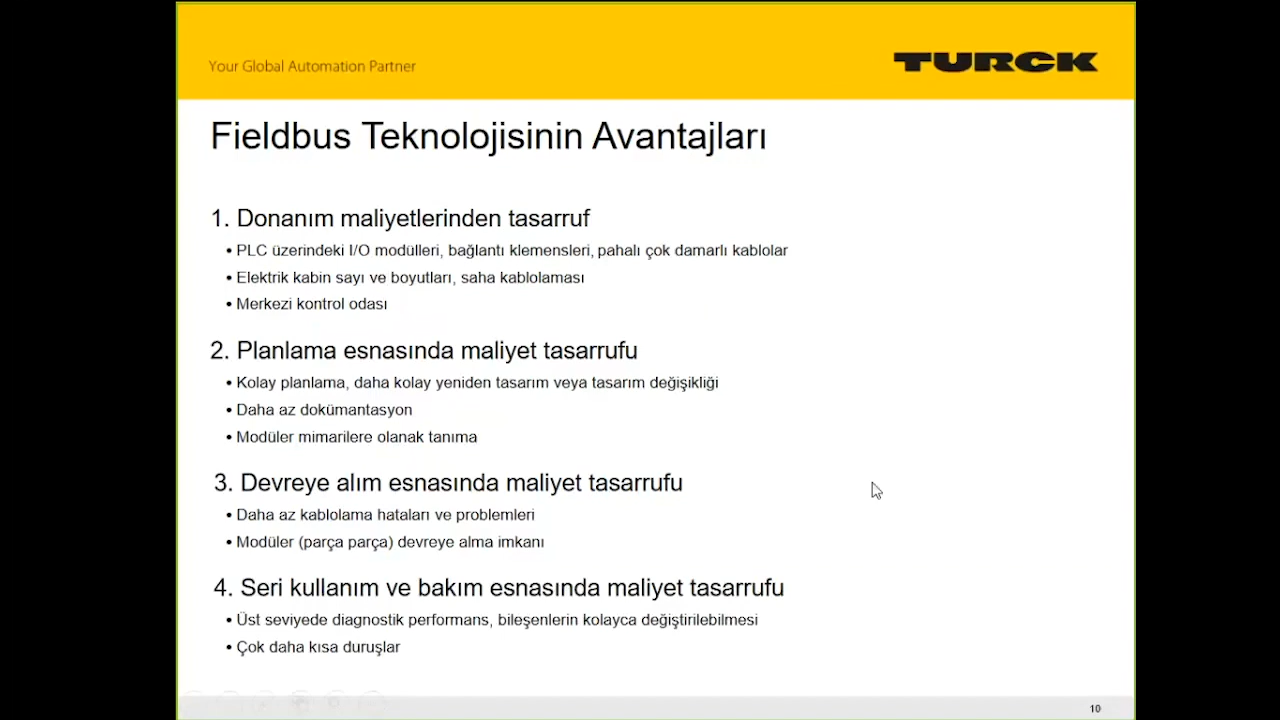 Your Global Automation Partner
TURCK
Fieldbus Teknolojisinin Avantajları
1. Donanım maliyetlerinden tasarruf
• PLC üzerindeki I/O modülleri, bağlantı klemensleri, pahalı çok damarlı kablolar
• Elektrik kabin sayı ve boyutları, saha kablolaması
• Merkezi kontrol odası
2. Planlama esnasında maliyet tasarrufu
• Kolay planlama, daha kolay yeniden tasarım veya tasarım değişikliği
• Daha az dokümantasyon
• Modüler mimarilere olanak tanıma
3. Devreye alım esnasında maliyet tasarrufu
• Daha az kablolama hataları ve problemleri
• Modüler (parça parça) devreye alma imkanı
4. Seri kullanım ve bakım esnasında maliyet tasarrufu
• Üst seviyede diagnostik performans, bileşenlerin kolayca değiştirilebilmesi
• Çok daha kısa duruşlar
10